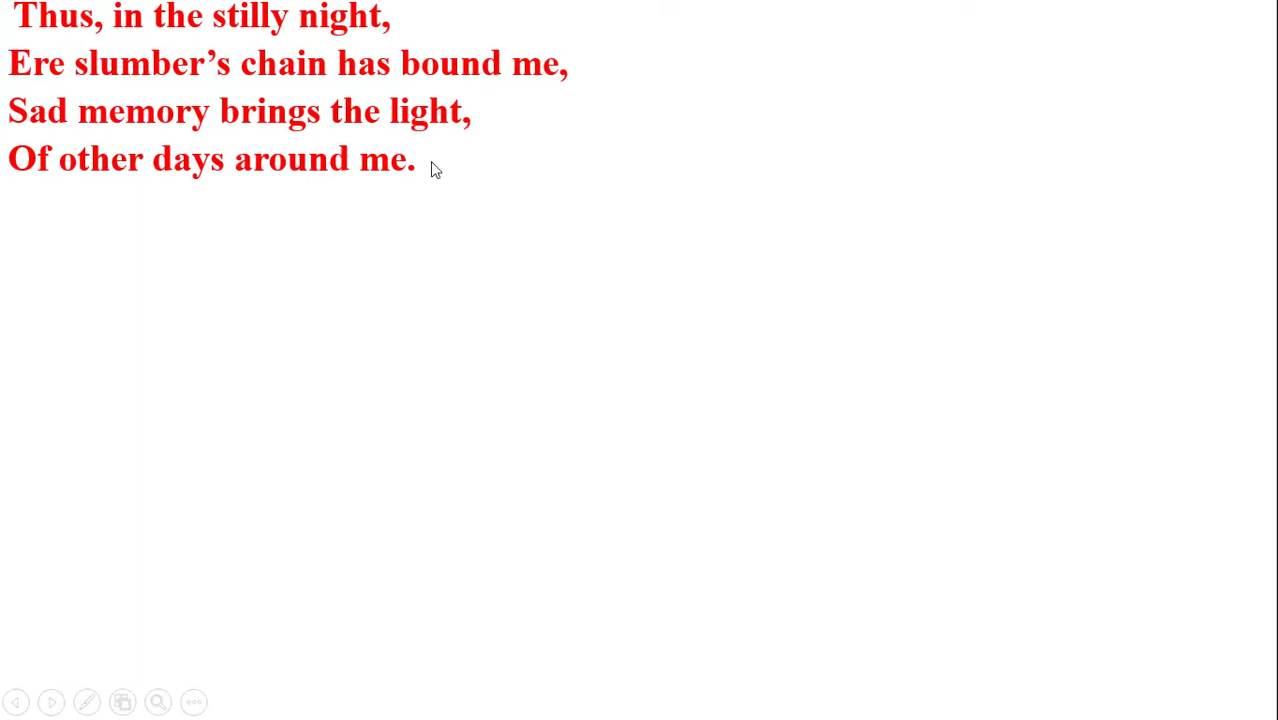 Thus, in the stilly night,
Ere slumber’s chain has bound me,
Sad memory brings the light,
Of other days around me.